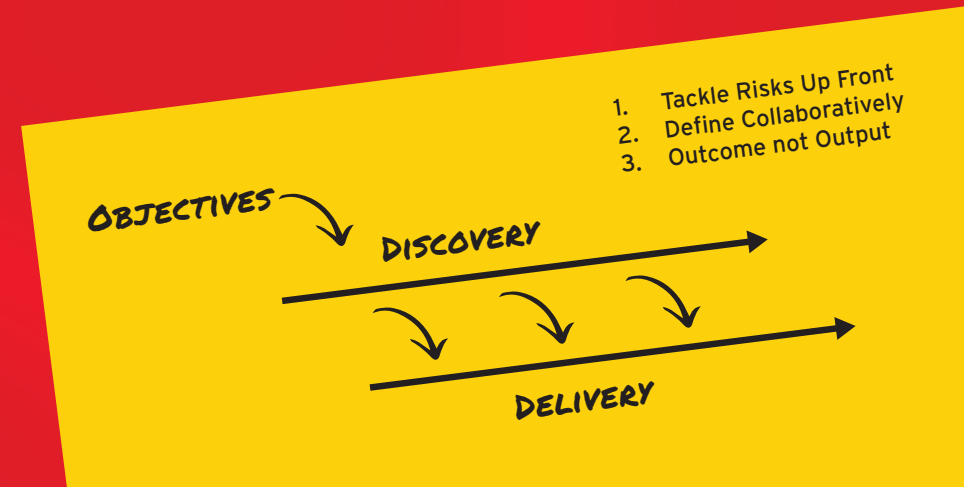 1. Tackle Risks Up Front
2. Define Collaboratively
3. Outcome not Output
OBJECTIVES
DISCOVERY
DELIVERY